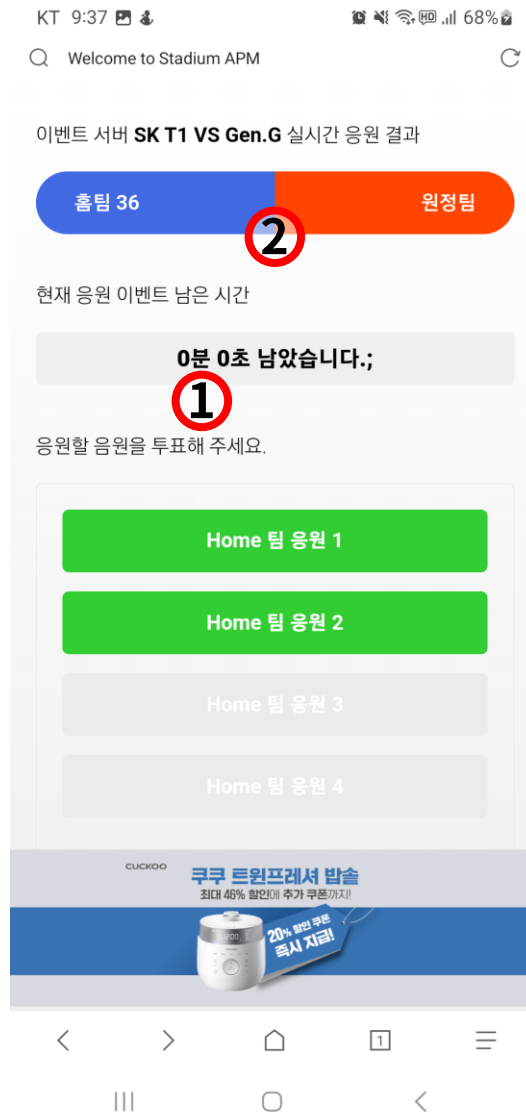 KT 9:37 HD 68%
Welcome to Stadium APM
이벤트 서버 SK T1 VS Gen.G 실시간 응원 결과
홈팀 36 원정팀
2
현재 응원 이벤트 남은 시간
0분 0초 남았습니다.;
1
응원할 음원을 투표해 주세요.
Home 팀 응원 1
Home 팀 응원 2
Home 팀 응원 3
Home 팀 응원 4
CUCKOO
쿠쿠 트윈프레셔 밥솥
최대 46% 할인에 추가 쿠폰까지!
20% 할인 쿠폰
즉시 지급!
1